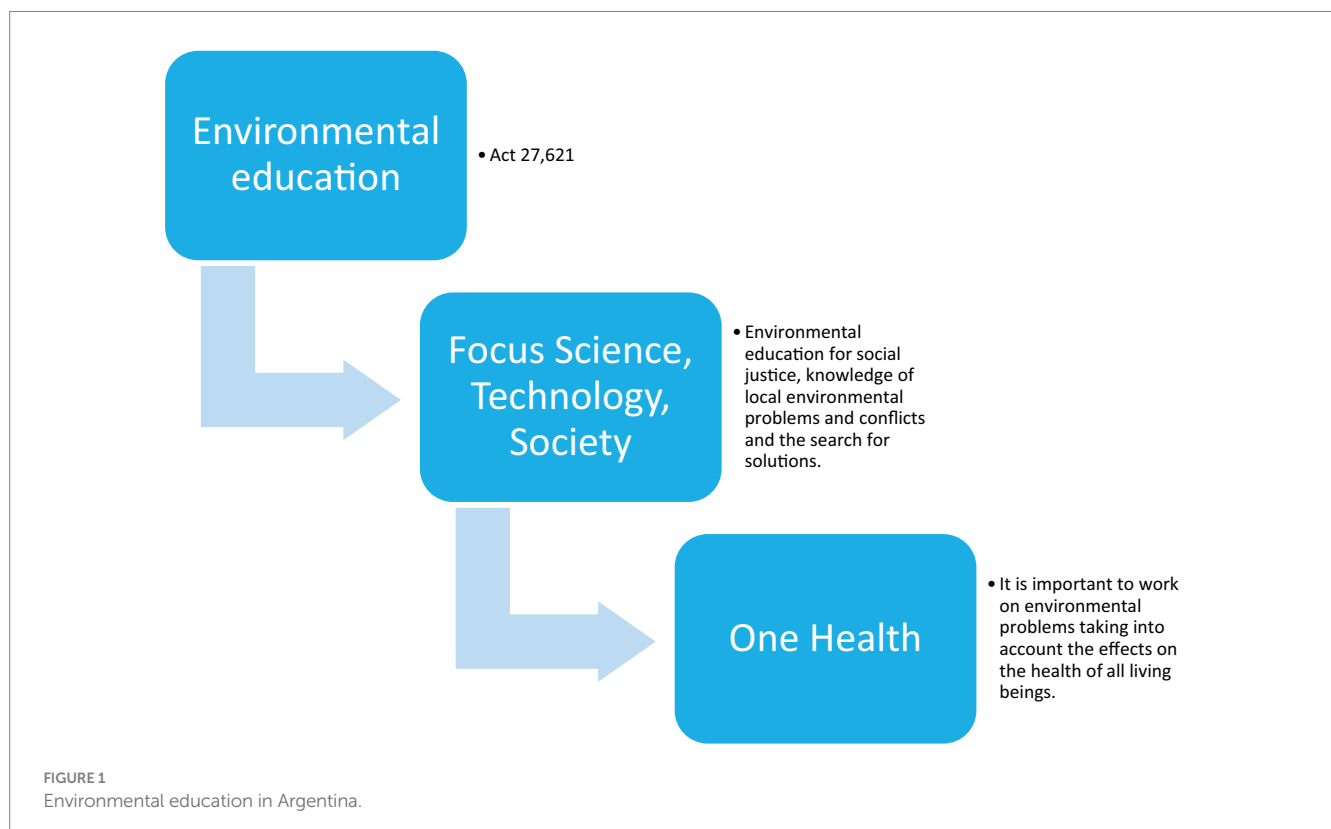 Environmental
education
• Act 27,621
Focus Science,
Technology,
Society
• Environmental
education for social
justice, knowledge of
local environmental
problems and conflicts
and the search for
solutions.
One Health
• It is important to work
on environmental
problems taking into
account the effects on
the health of all living
beings.
FIGURE 1
Environmental education in Argentina.